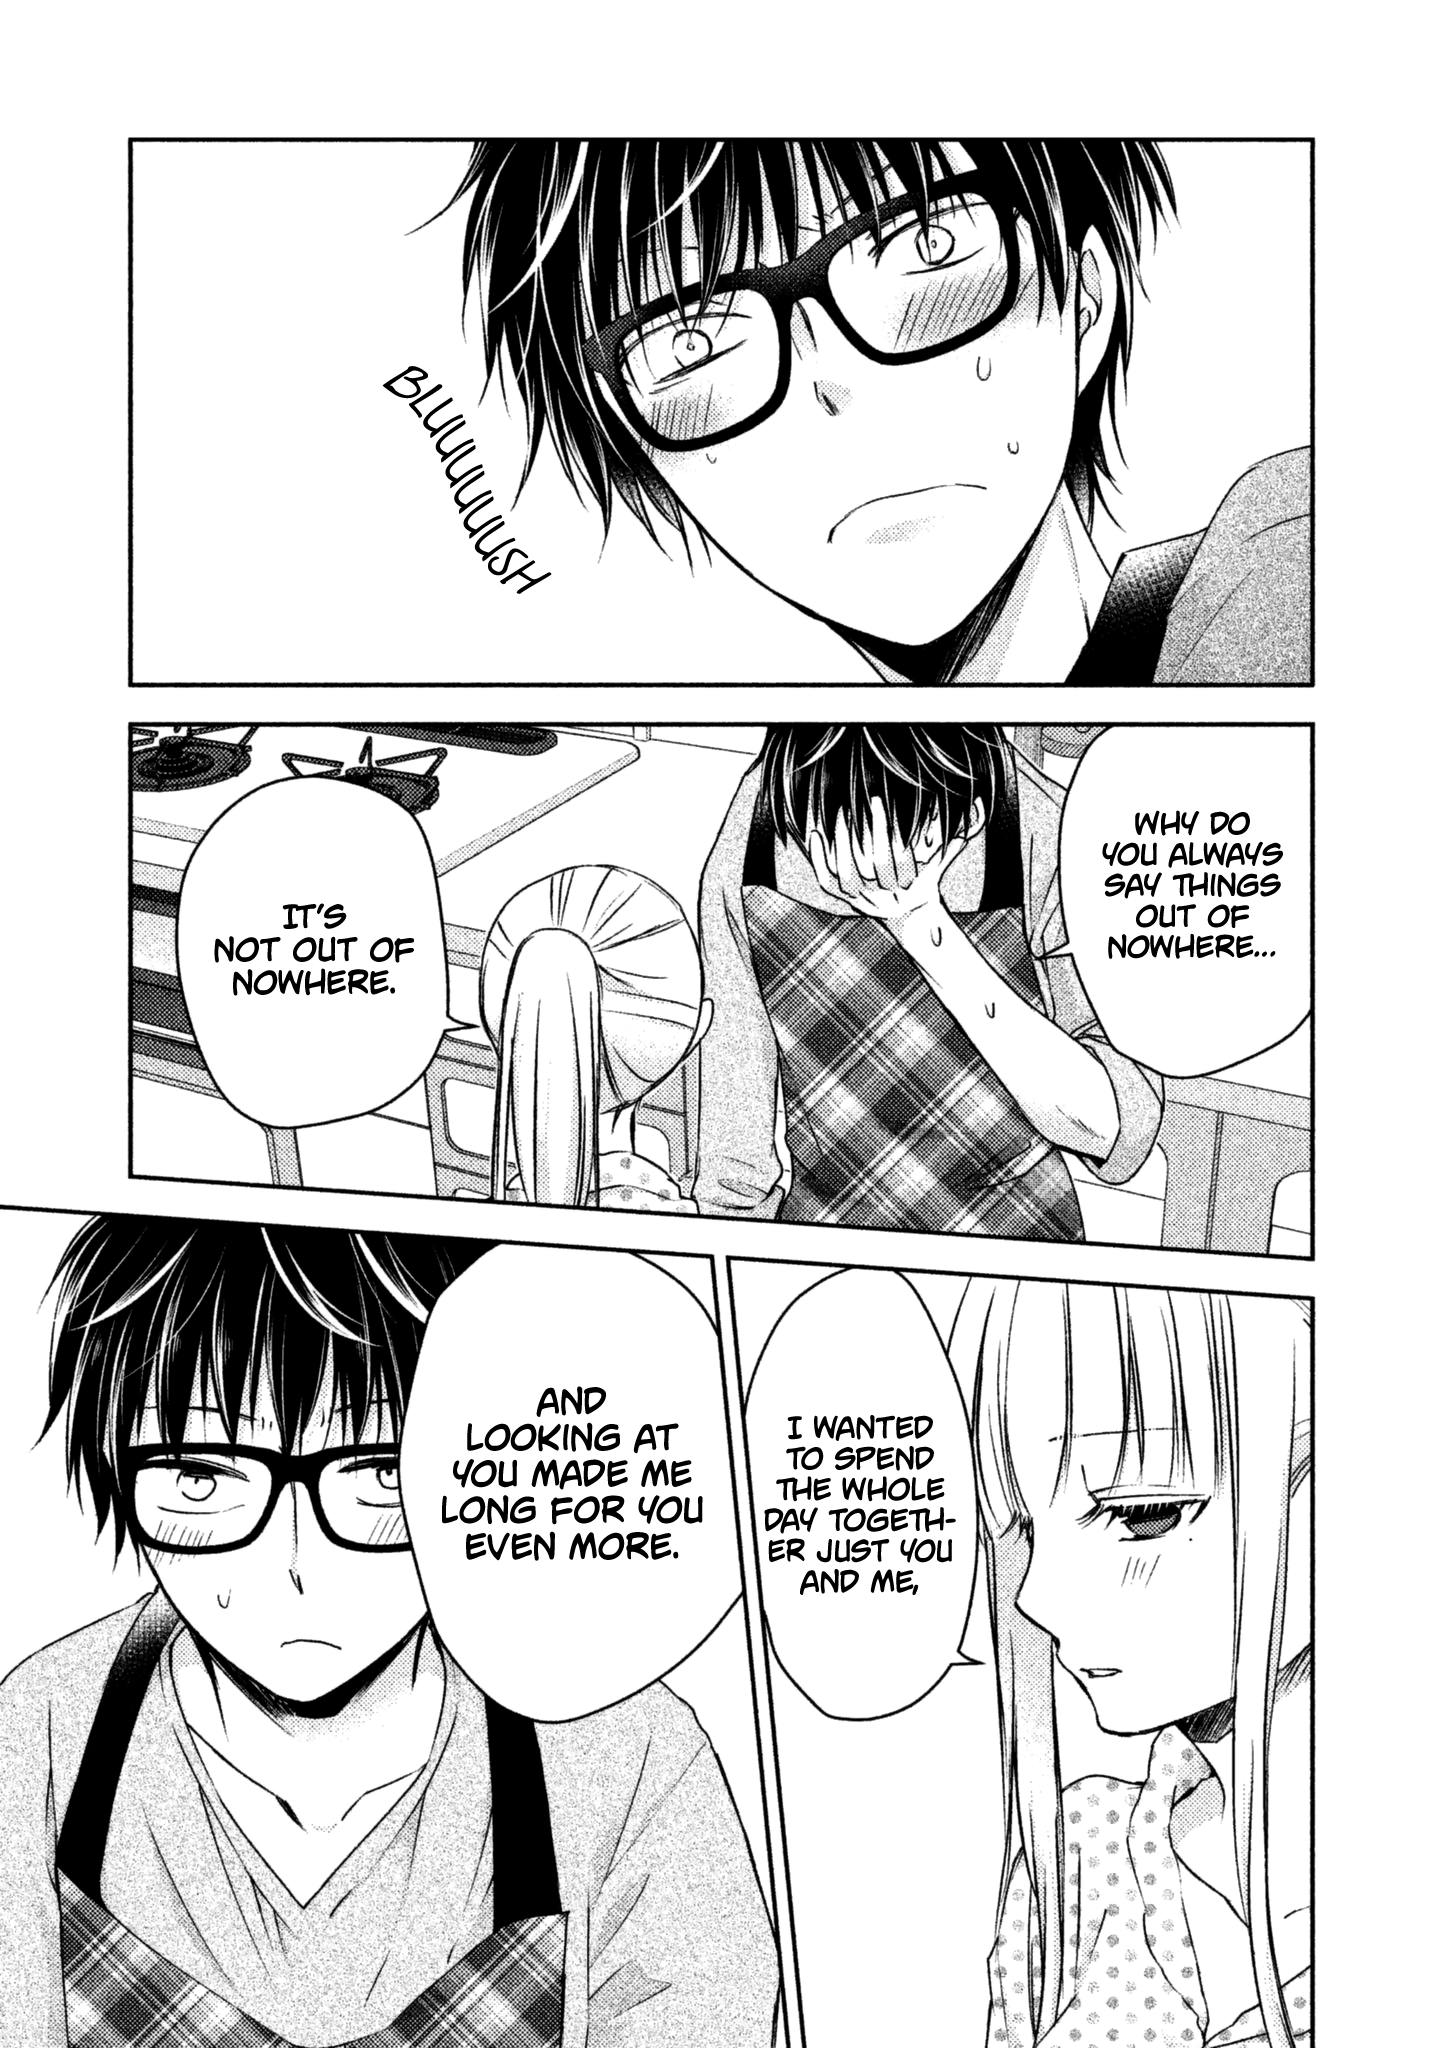 BLUUUUUUSH
WHY DO
YOU ALWAYS
SAY THINGS
OUT OF
NOWHERE...
IT'S
NOT OUT OF
NOWHERE.
I WANTED
TO SPEND
THE WHOLE
DAY TOGETH-
ER JUST YOU
AND ME,
AND
LOOKING AT
YOU MADE ME
LONG FOR YOU
EVEN MORE.